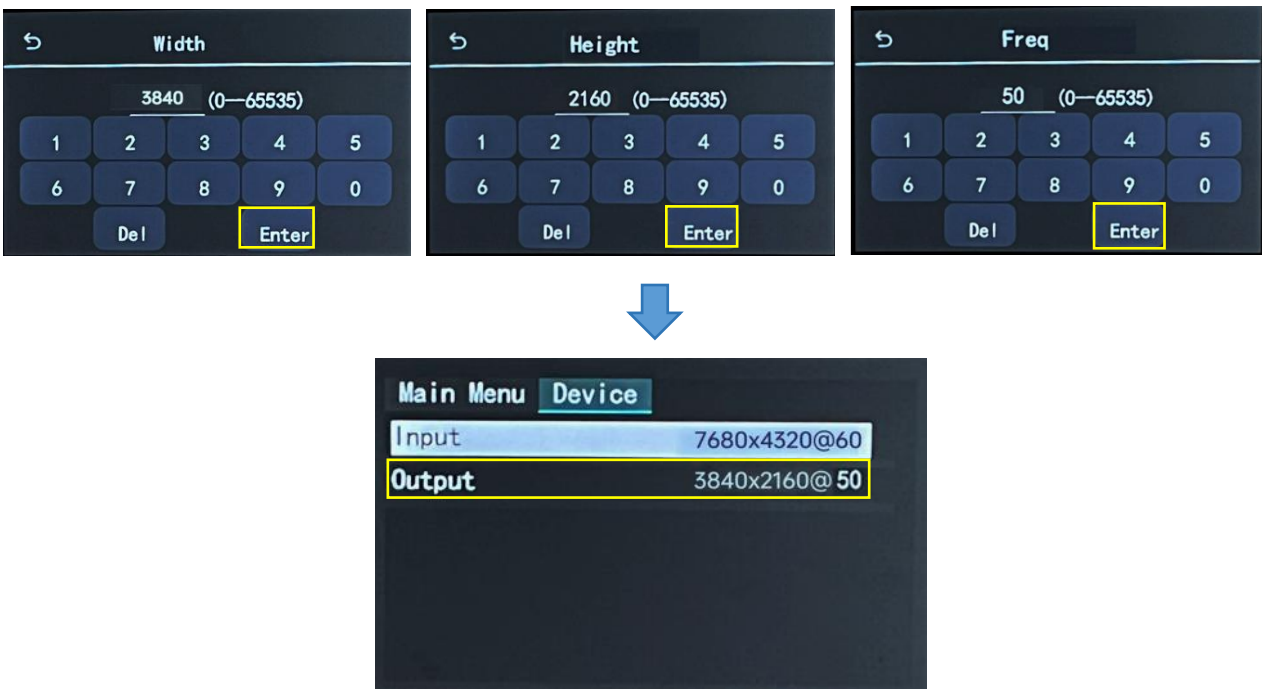 Width
3840 (0—65535)
1 2 3 4 5
6 7 8 9 0
Del Enter
Height
2160 (0—65535)
1 2 3 4 5
6 7 8 9 0
Del Enter
Freq
50 (0—65535)
1 2 3 4 5
6 7 8 9 0
Del Enter
Main Menu Device
Input 7680x4320@60
Output 3840x2160@ 50